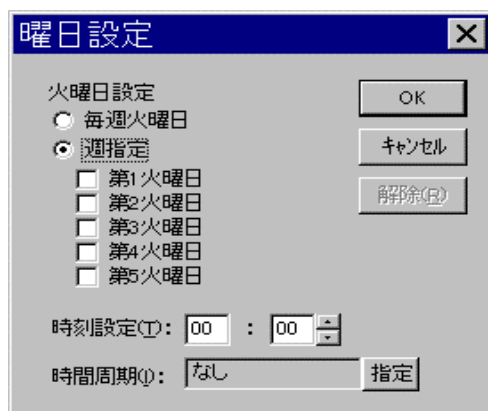 曜日設定
火曜日設定
毎週火曜日
週指定
第1火曜日
第2火曜日
第3火曜日
第4火曜日
第5火曜日
OK
キャンセル
解除(R)
時刻設定(T): 00 : 00
時間周期(I): なし 指定